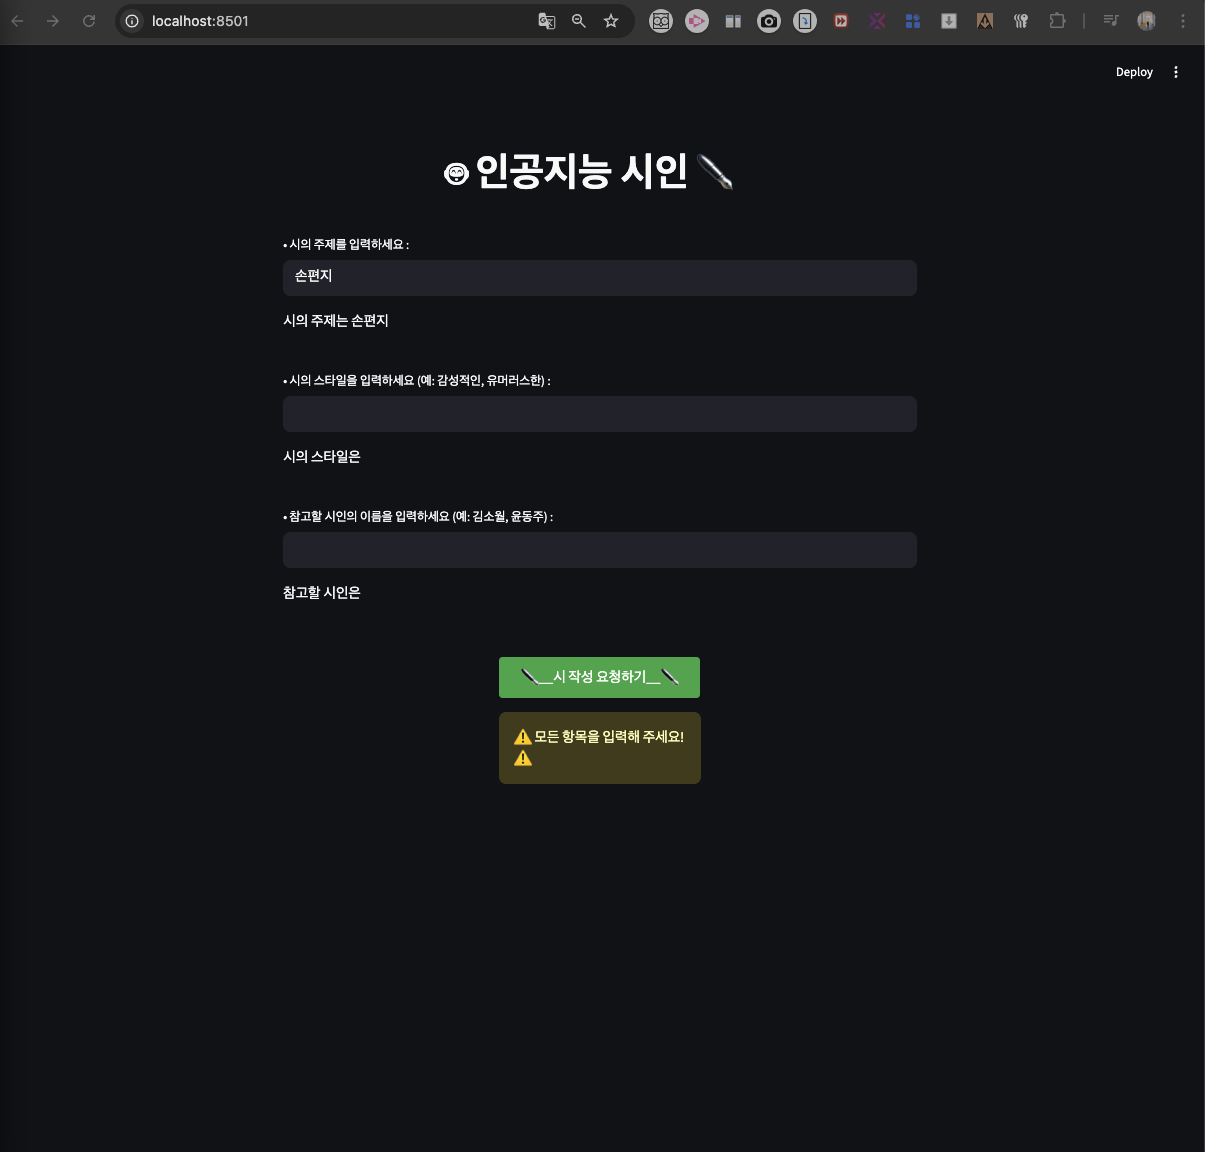 localhost:8501
Deploy
인공지능 시인
• 시의 주제를 입력하세요 :
손편지
시의 주제는 손편지
• 시의 스타일을 입력하세요 (예: 감성적인, 유머러스한) :
시의 스타일은
• 참고할 시인의 이름을 입력하세요 (예: 김소월, 윤동주) :
참고할 시인은
__시 작성 요청하기__
모든 항목을 입력해 주세요!